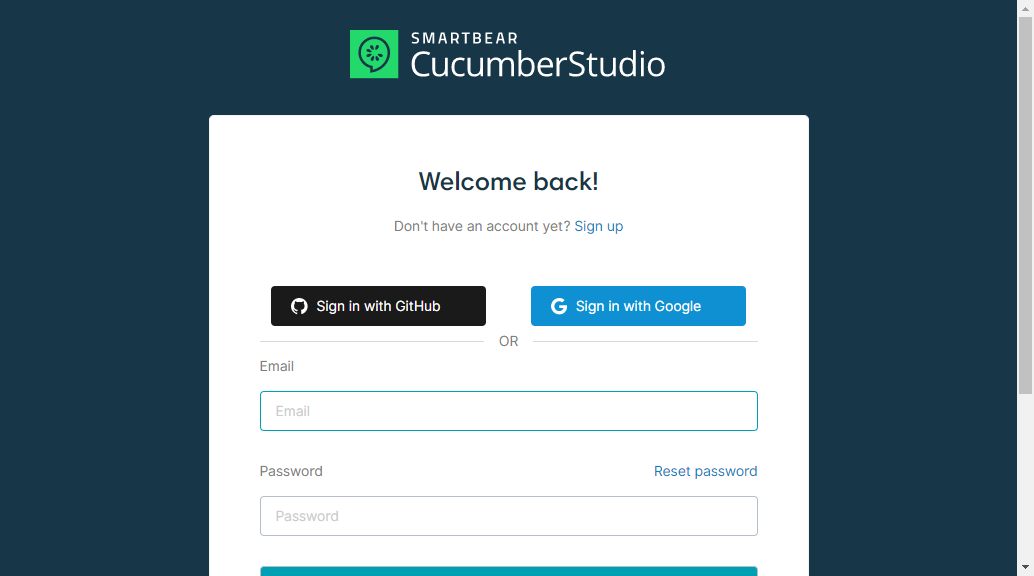 SMARTBEAR
CucumberStudio
Welcome back!
Don't have an account yet? Sign up
Sign in with GitHub
Sign in with Google
OR
Email
Email
Password
Reset password
Password